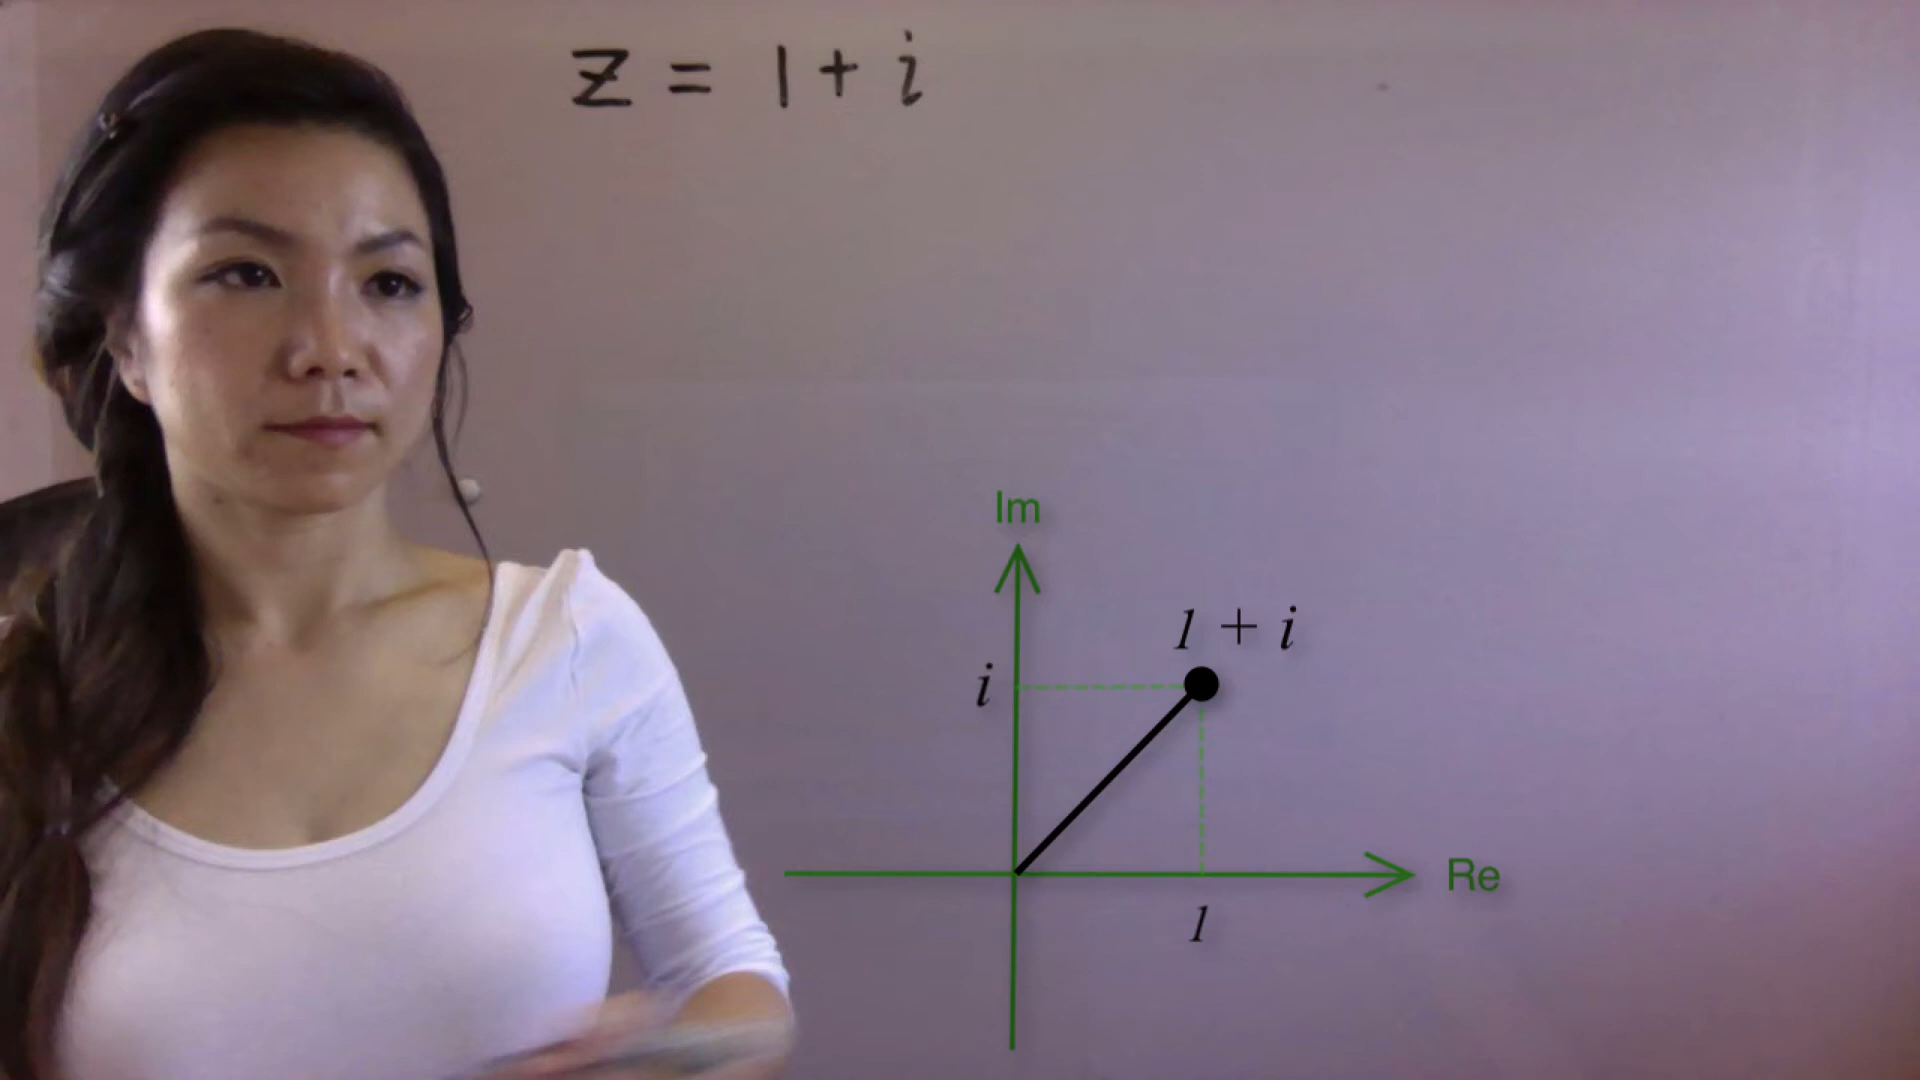 z = 1 + i
Im
1 + i
i
Re
1